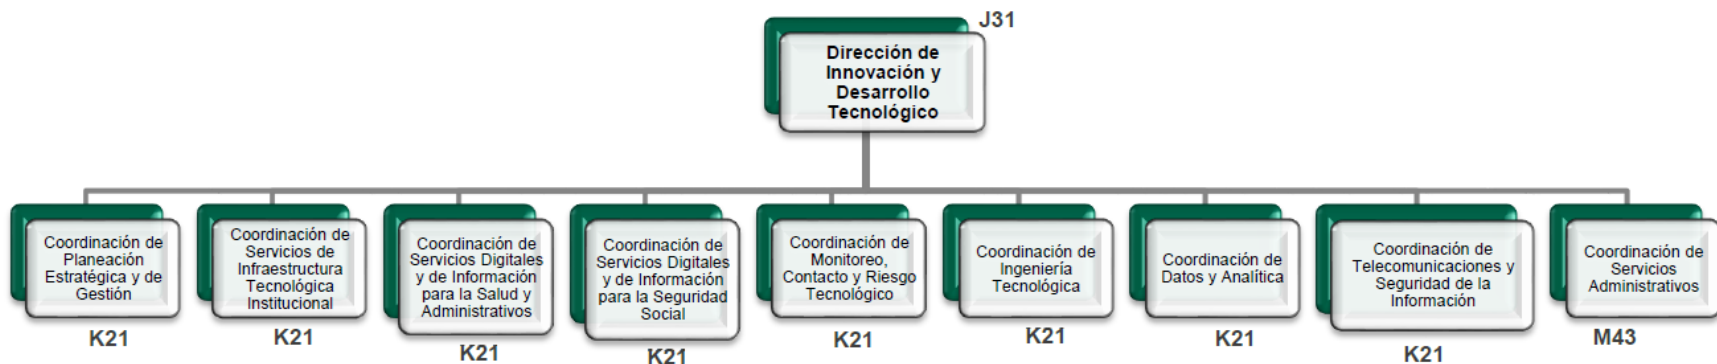 J31
Dirección de
Innovación y
Desarrollo
Tecnológico
Coordinación de
Planeación
Estratégica y de
Gestión
K21
Coordinación de
Servicios de
Infraestructura
Tecnológica
Institucional
K21
Coordinación de
Servicios Digitales
y de Información
para la Salud y
Administrativos
K21
Coordinación de
Servicios Digitales
y de Información
para la Seguridad
Social
K21
Coordinación de
Monitoreo,
Contacto y Riesgo
Tecnológico
K21
Coordinación de
Ingeniería
Tecnológica
K21
Coordinación
de Datos y Analítica
K21
Coordinación de
Telecomunicaciones y
Seguridad de la
Información
K21
Coordinación de
Servicios
Administrativos
M43